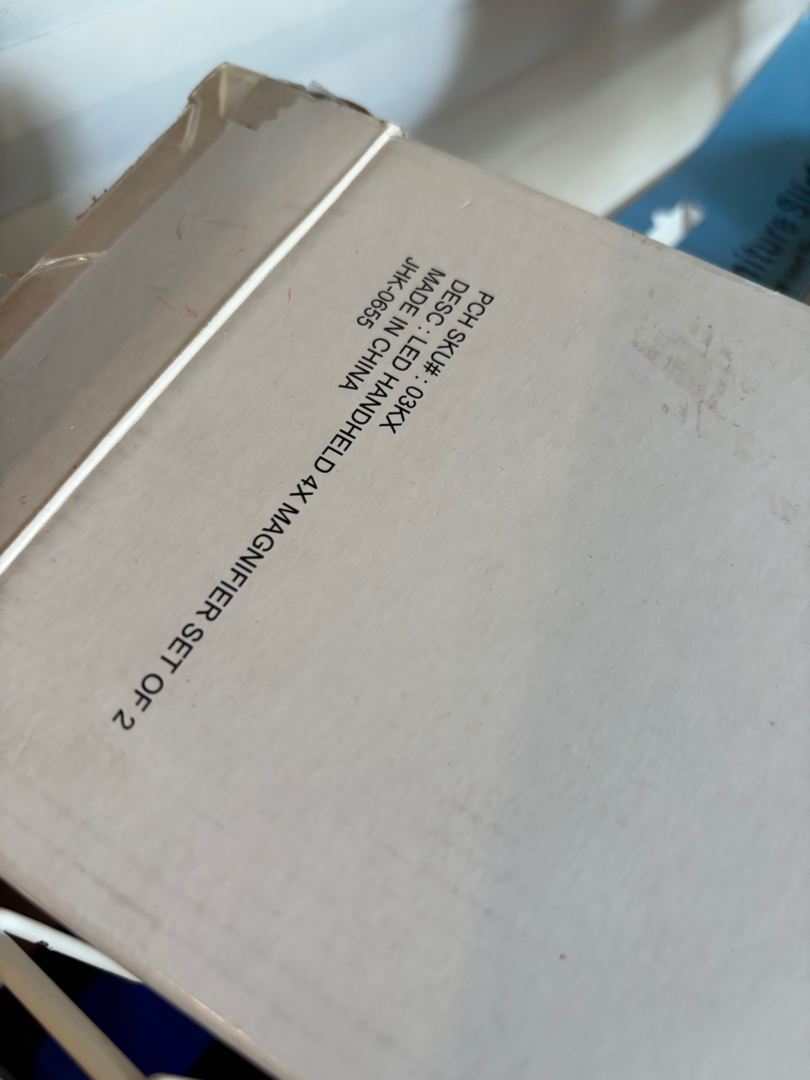 PCH SKU# : 03KX
DESC : LED HANDHELD 4X MAGNIFIER SET OF 2
MADE IN CHINA
JHK-0655